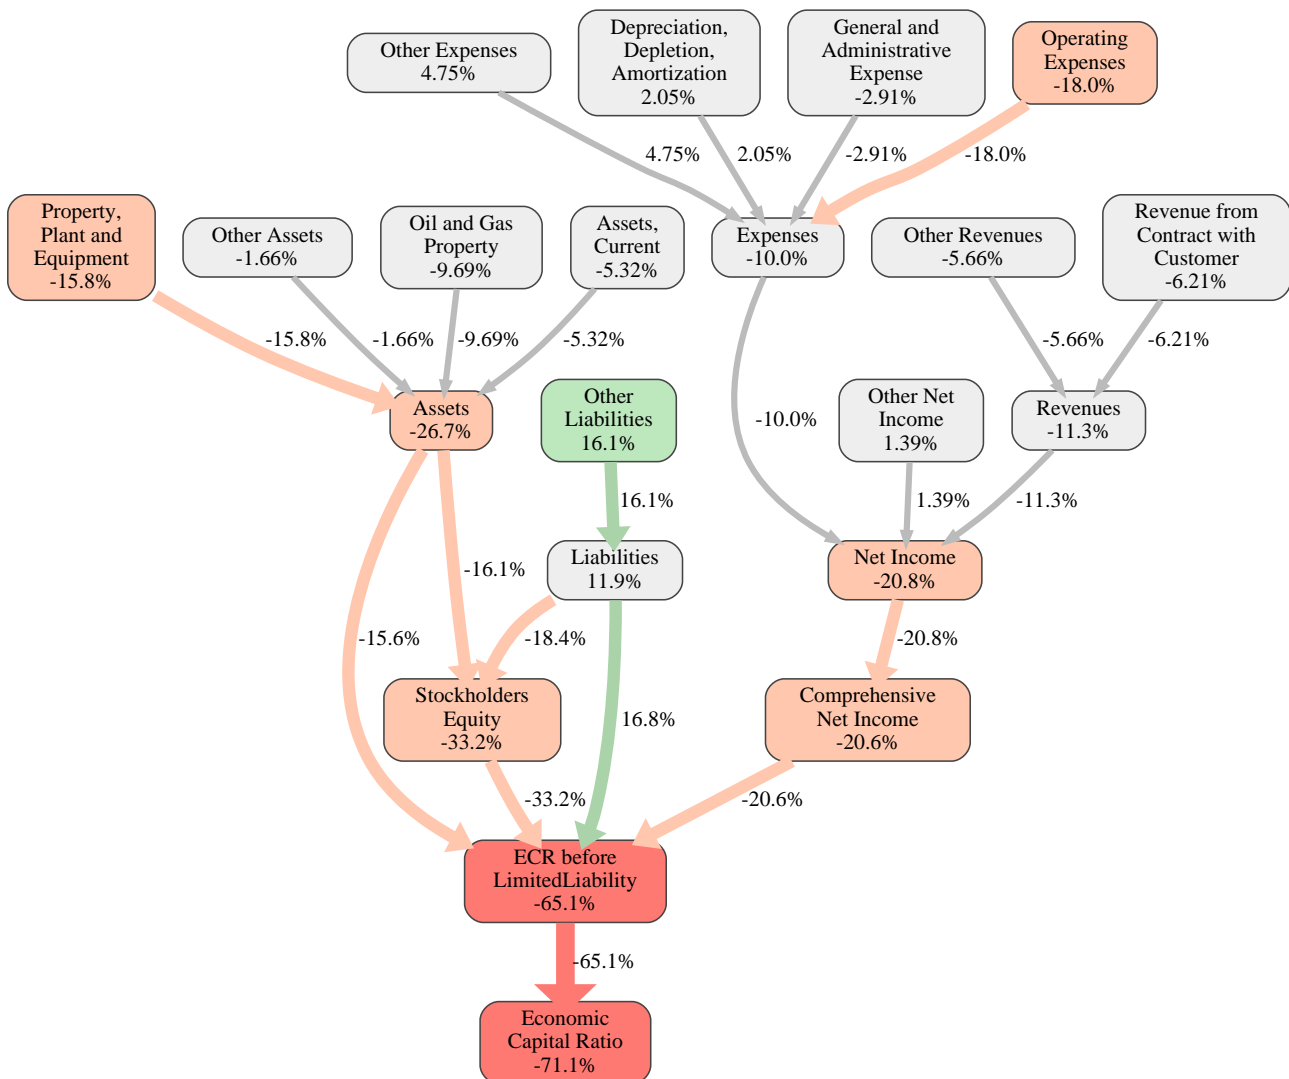 Other Expenses
4.75%
Depreciation,
Depletion,
Amortization
2.05%
General and
Administrative
Expense
-2.91%
Operating
Expenses
-18.0%
4.75%
2.05%
-2.91%
-18.0%
Property,
Plant and
Equipment
-15.8%
Other Assets
-1.66%
Oil and Gas
Property
-9.69%
Assets,
Current
-5.32%
Expenses
-10.0%
Other Revenues
-5.66%
Revenue from
Contract with
Customer
-6.21%
-15.8%
-1.66%
-9.69%
-5.32%
-5.66%
-6.21%
Assets
-26.7%
Other
Liabilities
16.1%
-10.0%
Other Net
Income
1.39%
Revenues
-11.3%
16.1%
1.39%
-11.3%
-16.1%
Liabilities
11.9%
Net Income
-20.8%
-15.6%
-18.4%
-20.8%
Stockholders
Equity
-33.2%
16.8%
Comprehensive
Net Income
-20.6%
-33.2%
-20.6%
ECR before
LimitedLiability
-65.1%
-65.1%
Economic
Capital Ratio
-71.1%